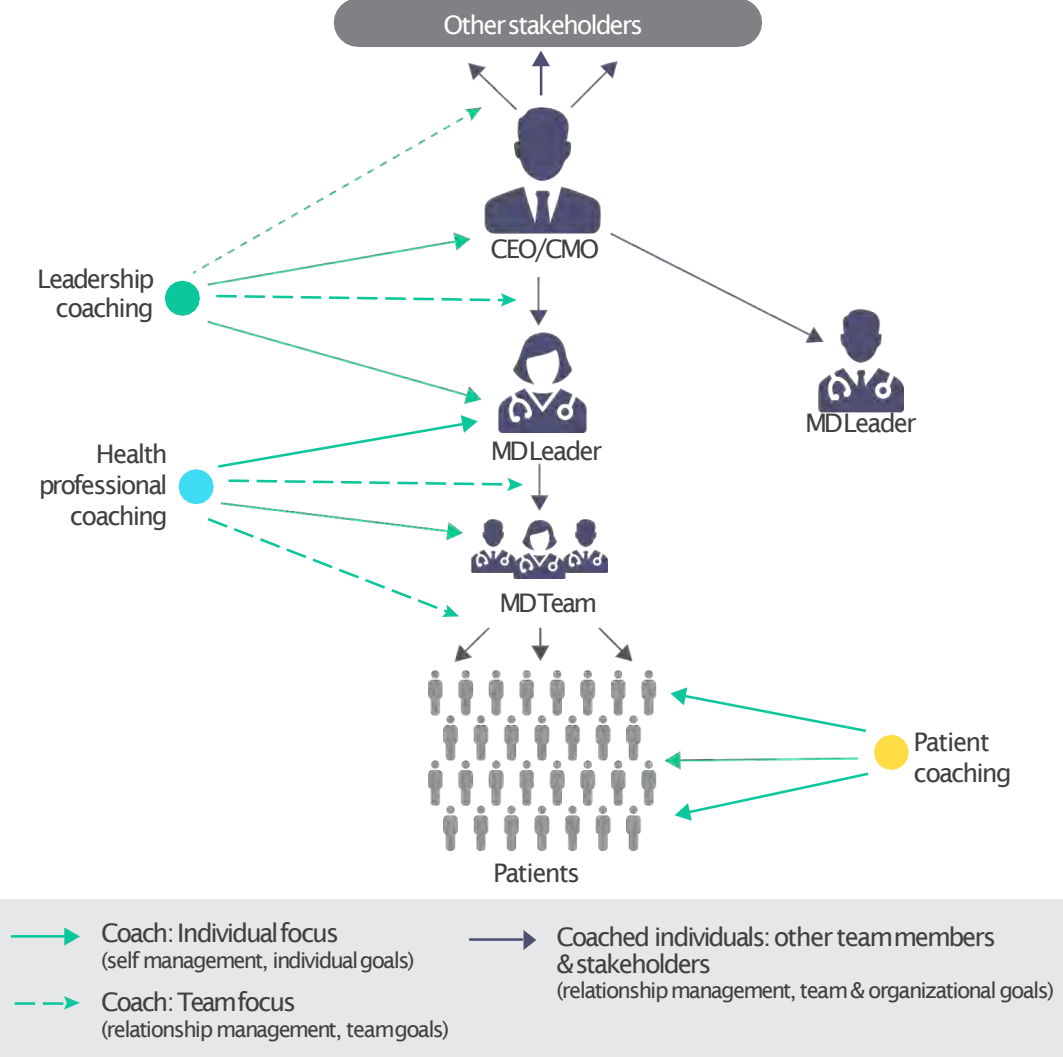 Other stakeholders
CEO/CMO
Leadership
coaching
MD Leader
MD Leader
Health
professional
coaching
MD Team
Patient
coaching
Patients
Coach: Individual focus
(self management, individual goals)
Coach: Team focus
(relationship management, team goals)
Coached individuals: other team members
& stakeholders
(relationship management, team & organizational goals)